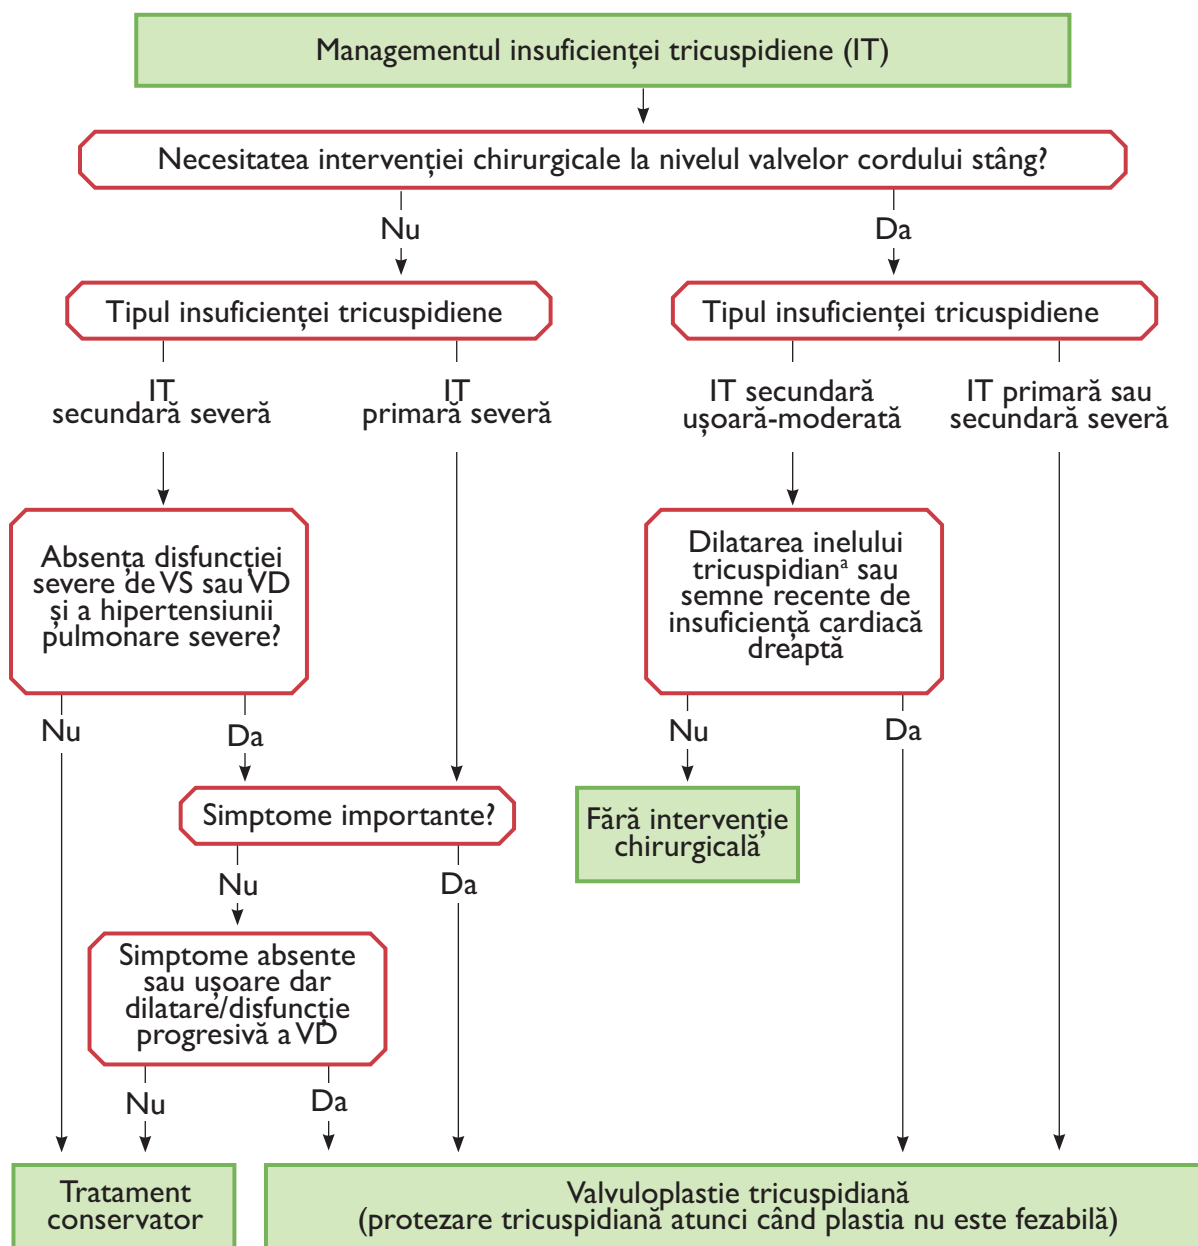 Managementul insuficienței tricuspidiene (IT)
Necesitatea intervenției chirurgicale la nivelul valvelor cordului stâng?
Nu
Da
Tipul insuficienței tricuspidiene
Tipul insuficienței tricuspidiene
IT
secundară severă
IT
primară severă
IT secundară
ușoară-moderată
IT primară sau
secundară severă
Absența disfuncției
severe de VS sau VD
și a hipertensiunii
pulmonare severe?
Dilatarea inelului
tricuspidianᵃ sau
semne recente de
insuficiență cardiacă
dreaptă
Nu
Da
Nu
Da
Simptome importante?
Fără intervenție
chirurgicală
Nu
Da
Simptome absente
sau ușoare dar
dilatare/disfuncție
progresivă a VD
Nu
Da
Tratament
conservator
Valvuloplastie tricuspidiană
(protezare tricuspidiană atunci când plastia nu este fezabilă)